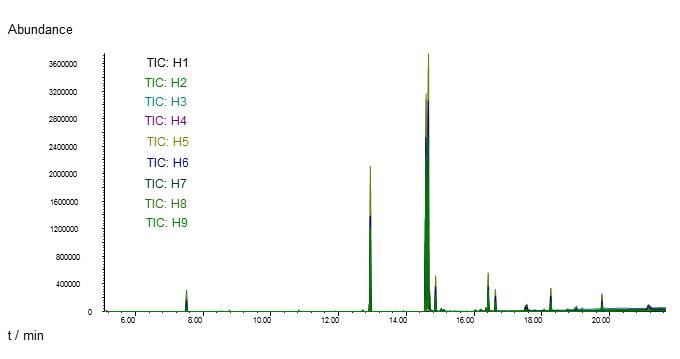 Abundance
3600000
3200000
2800000
2400000
2000000
1600000
1200000
800000
400000
0
TIC: H1
TIC: H2
TIC: H3
TIC: H4
TIC: H5
TIC: H6
TIC: H7
TIC: H8
TIC: H9
6.00 8.00 10.00 12.00 14.00 16.00 18.00 20.00
t / min